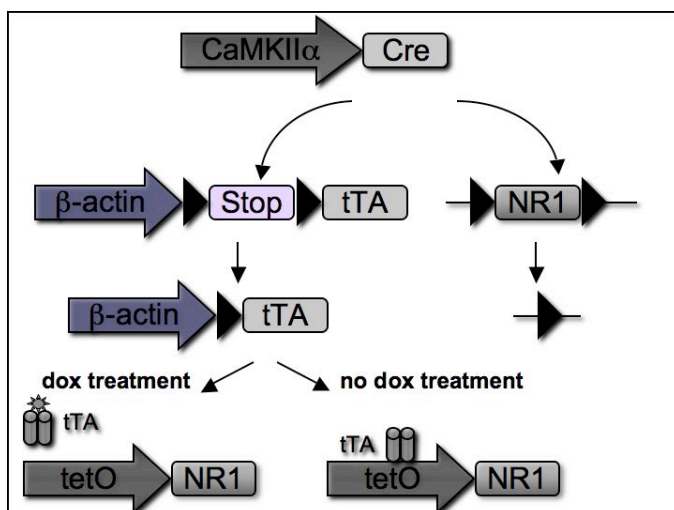 CaMKIIα Cre
β-actin Stop tTA NR1
β-actin tTA
dox treatment no dox treatment
tTA tTA
tetO NR1 tetO NR1